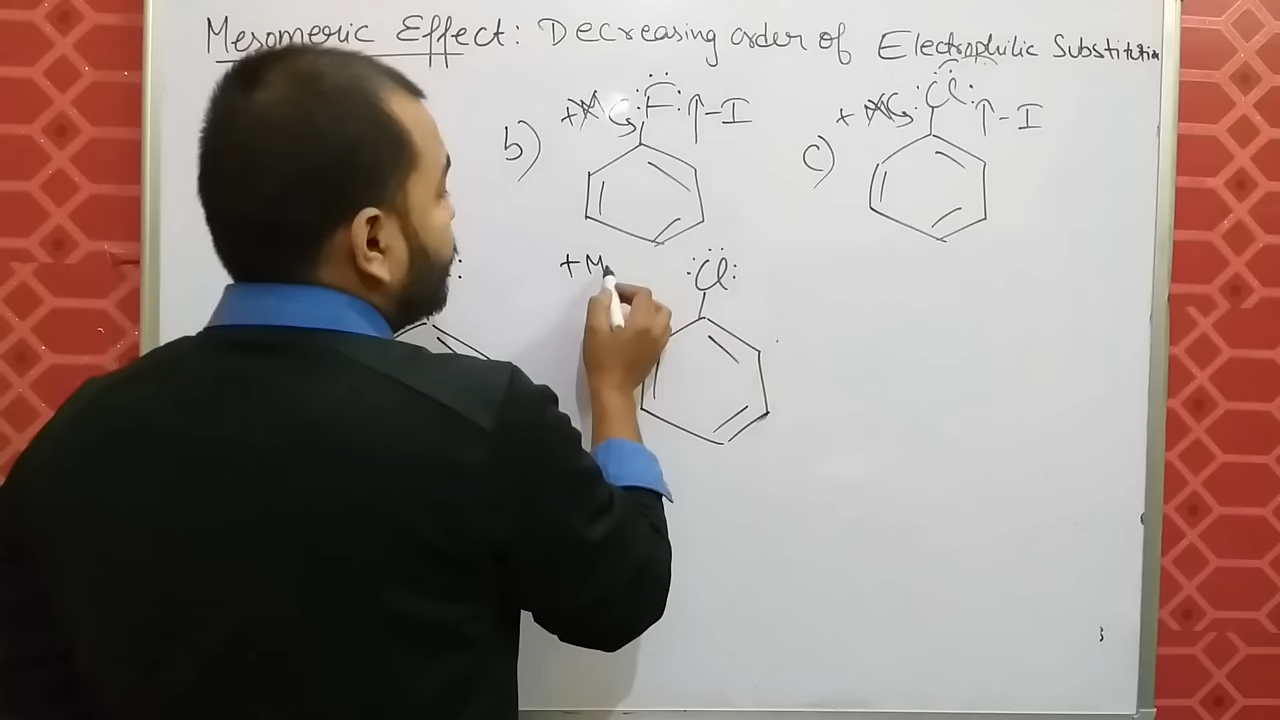 Mesomeric Effect: Decreasing order of Electrophilic Substitution
b) +M :F: -I
c) +M :Cl: -I
+M :Cl: